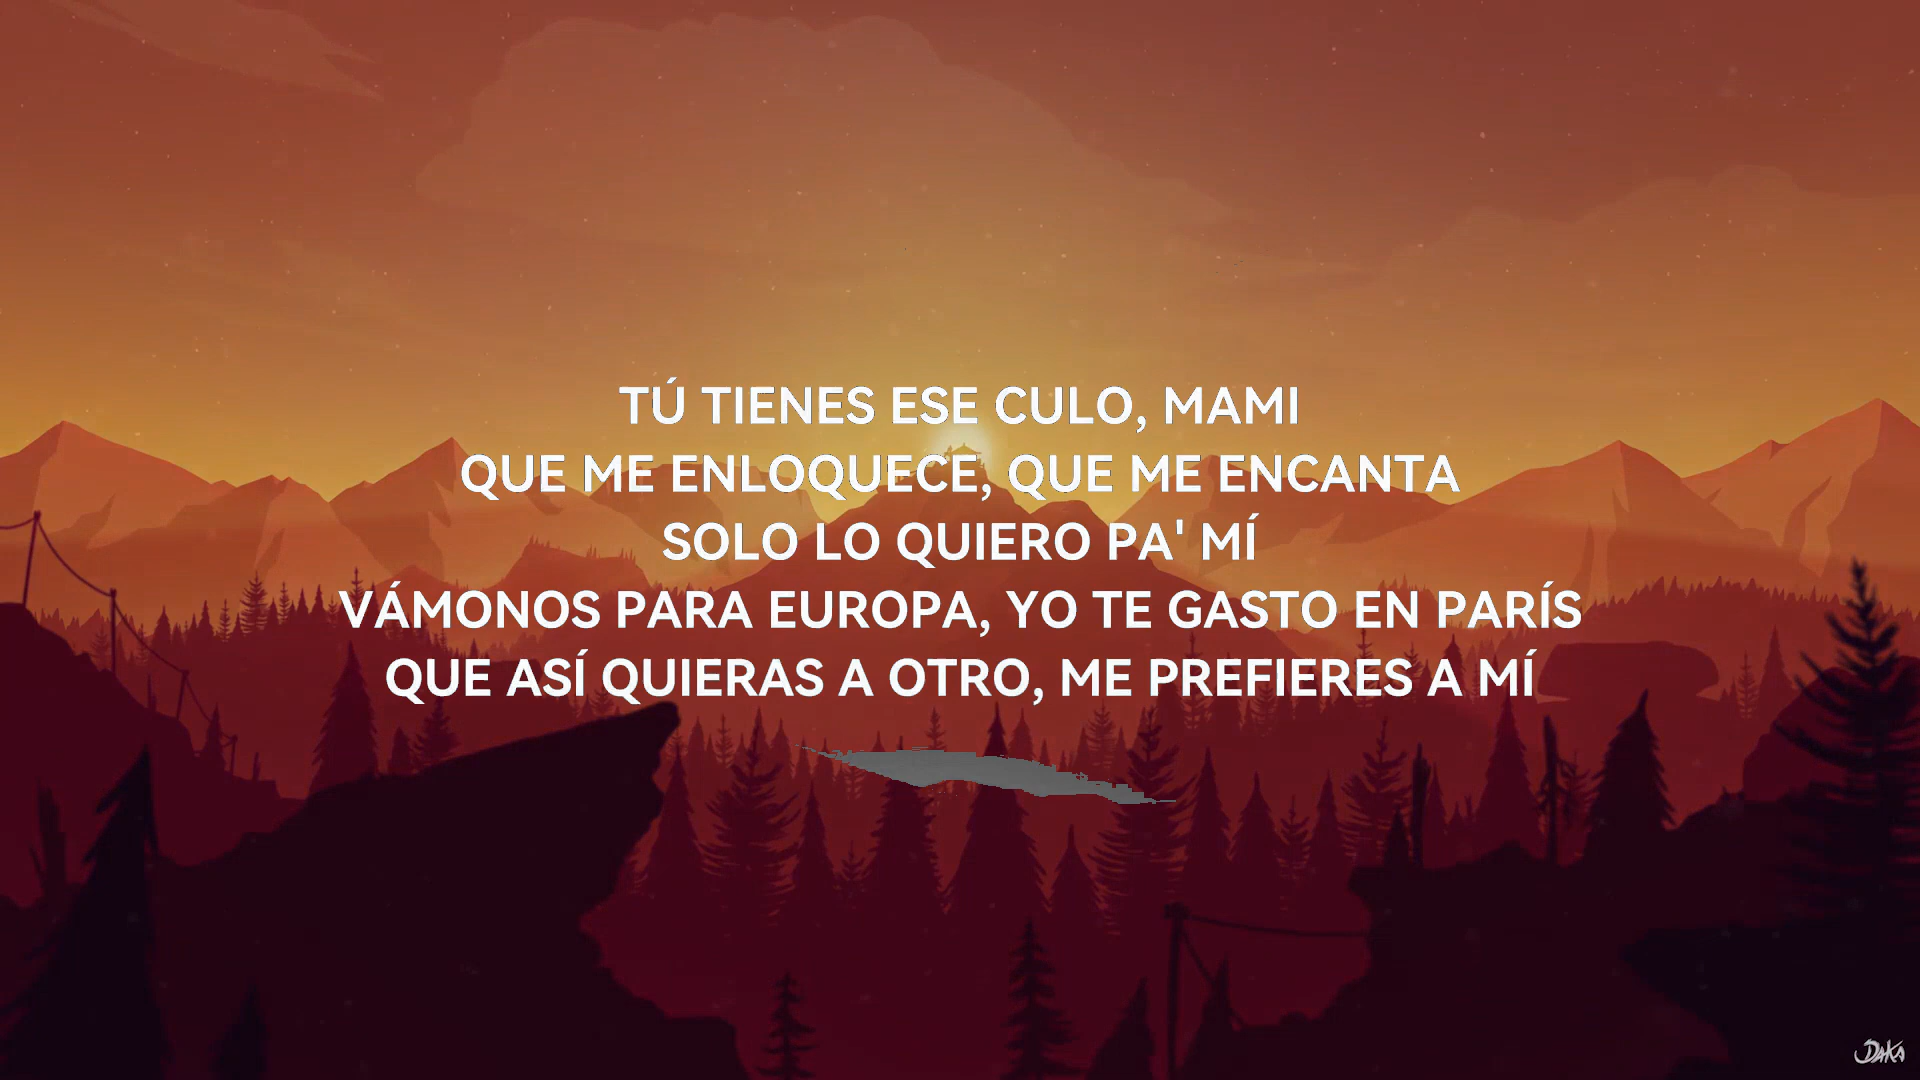 TÚ TIENES ESE CULO, MAMI
QUE ME ENLOQUECE, QUE ME ENCANTA
SOLO LO QUIERO PA' MÍ
VÁMONOS PARA EUROPA, YO TE GASTO EN PARÍS
QUE ASÍ QUIERAS A OTRO, ME PREFIERES A MÍ
DAKA